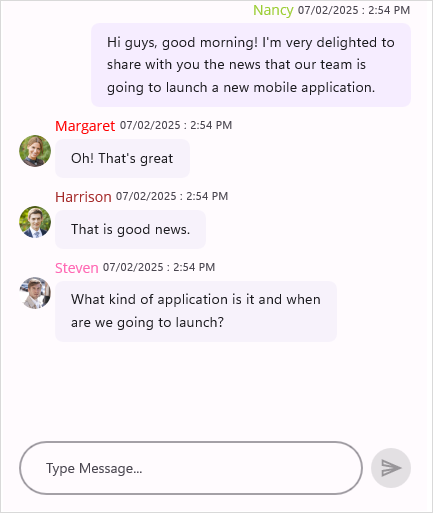 Nancy 07/02/2025 : 2:54 PM
Hi guys, good morning! I'm very delighted to
share with you the news that our team is
going to launch a new mobile application.
Margaret 07/02/2025 : 2:54 PM
Oh! That's great
Harrison 07/02/2025 : 2:54 PM
That is good news.
Steven 07/02/2025 : 2:54 PM
What kind of application is it and when
are we going to launch?
Type Message...